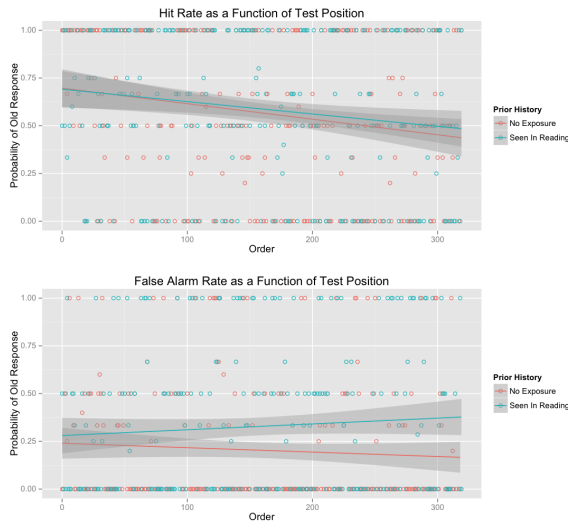 Hit Rate as a Function of Test Position
1.00
0.75
0.50
0.25
0.00
Probability of Old Response
0
100
200
300
Order
Prior History
No Exposure
Seen In Reading
False Alarm Rate as a Function of Test Position
1.00
0.75
0.50
0.25
0.00
Probability of Old Response
0
100
200
300
Order
Prior History
No Exposure
Seen In Reading